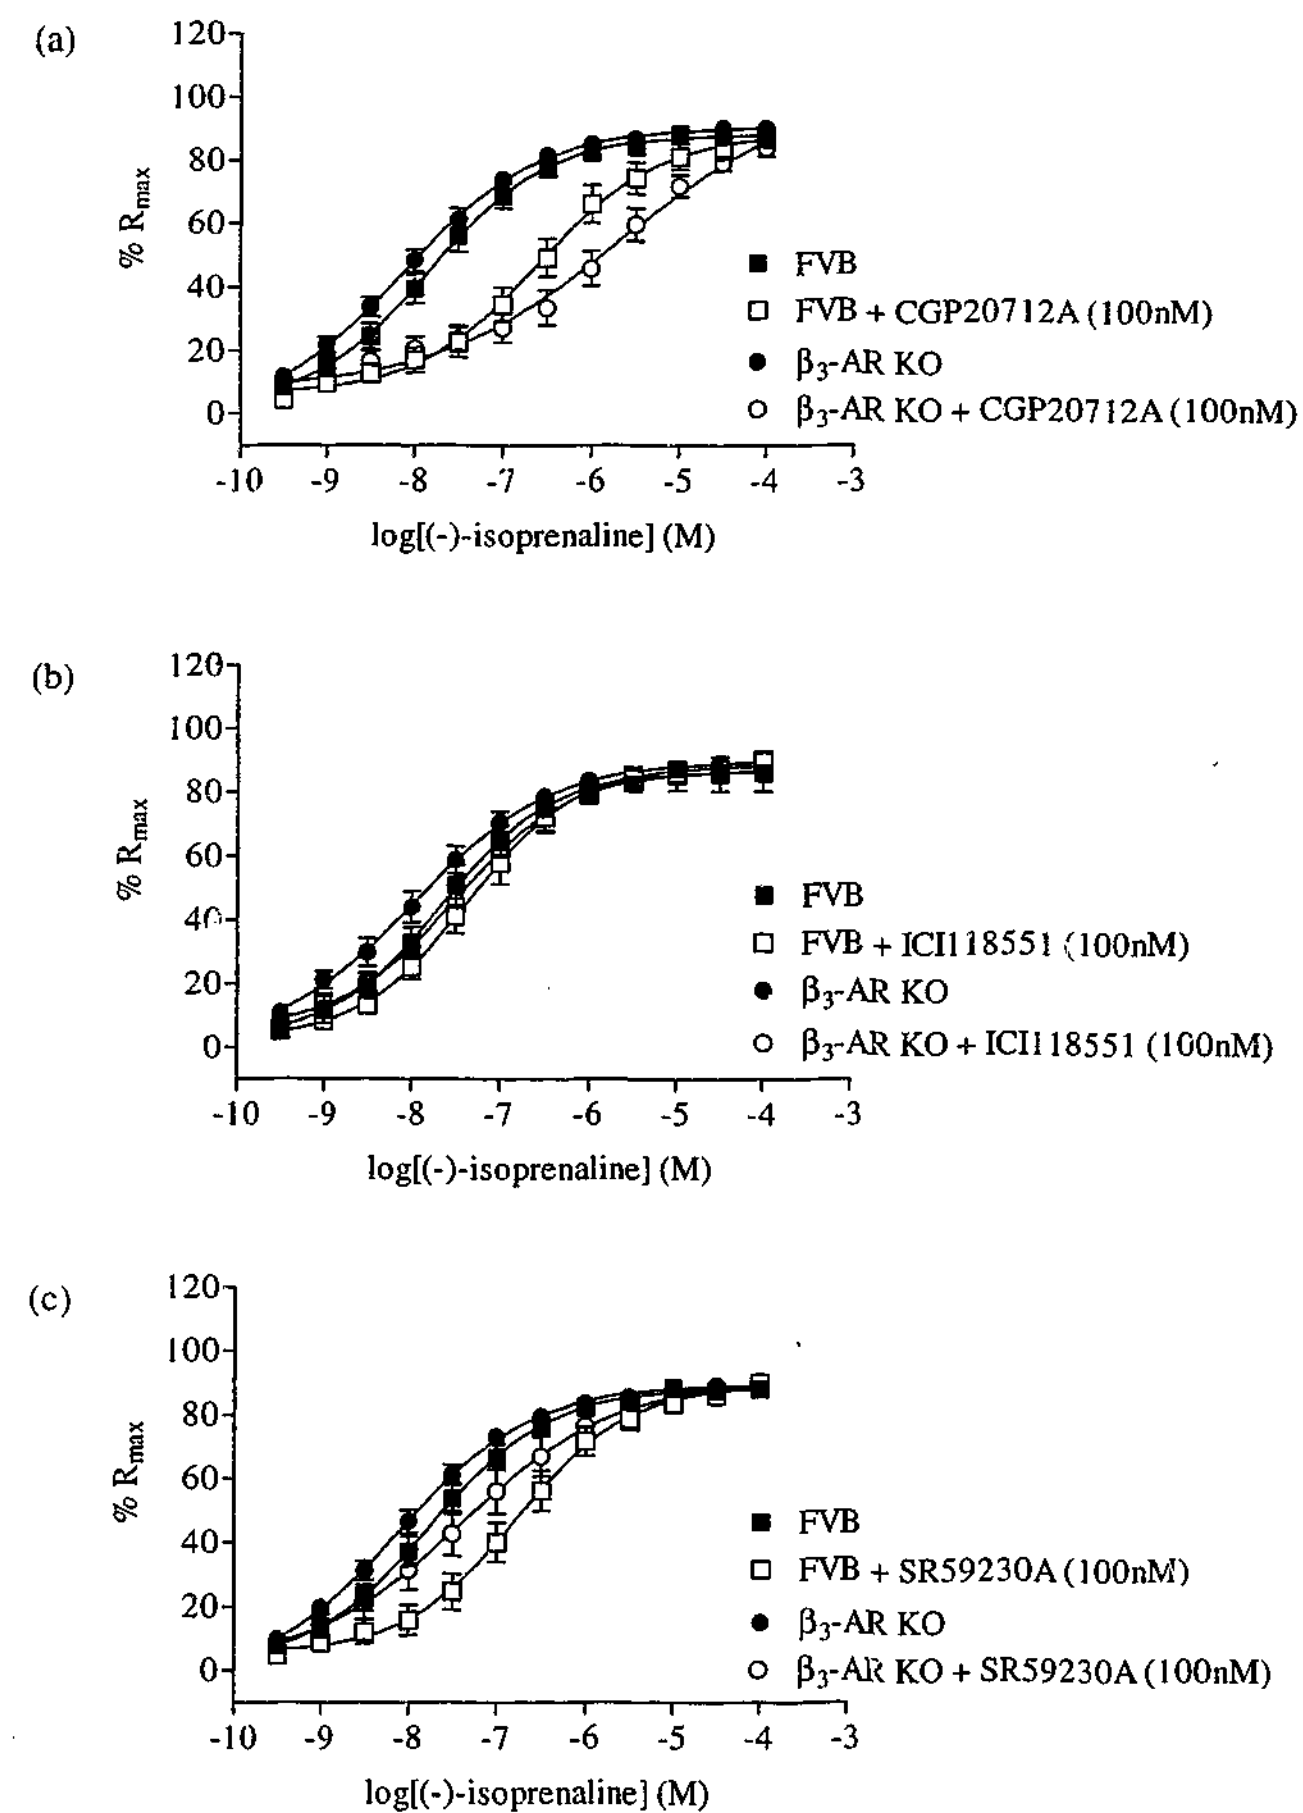 (a)
120
100
80
60
40
20
0
% Rmax
-10 -9 -8 -7 -6 -5 -4 -3
log[(-)-isoprenaline] (M)
FVB
FVB + CGP20712A (100nM)
β3-AR KO
β3-AR KO + CGP20712A (100nM)
(b)
120
100
80
60
40
20
0
% Rmax
-10 -9 -8 -7 -6 -5 -4 -3
log[(-)-isoprenaline] (M)
FVB
FVB + ICI118551 (100nM)
β3-AR KO
β3-AR KO + ICI118551 (100nM)
(c)
120
100
80
60
40
20
0
% Rmax
-10 -9 -8 -7 -6 -5 -4 -3
log[(-)-isoprenaline] (M)
FVB
FVB + SR59230A (100nM)
β3-AR KO
β3-AR KO + SR59230A (100nM)